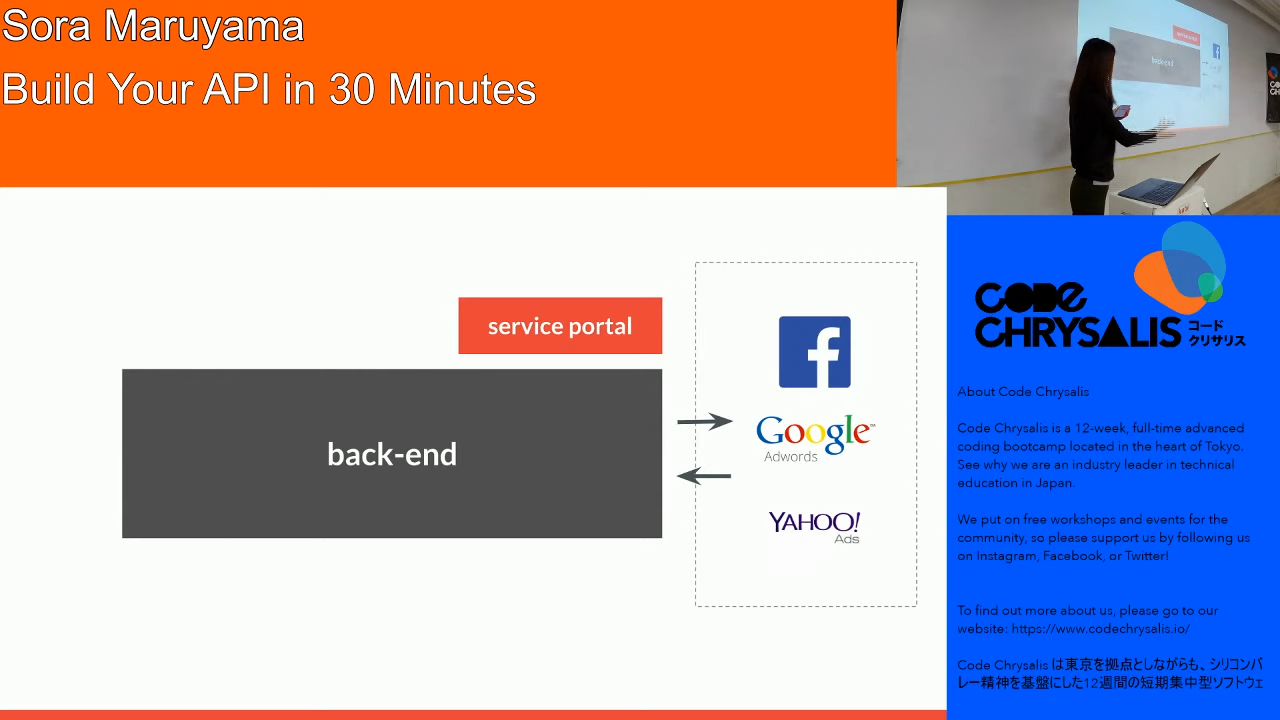 Sora Maruyama
Build Your API in 30 Minutes
back-end
service portal
back-end
Google™
Adwords
YAHOO!
Ads
CODE
CHRYSALIS
コード
クリサリス
About Code Chrysalis
Code Chrysalis is a 12-week, full-time advanced
coding bootcamp located in the heart of Tokyo.
See why we are an industry leader in technical
education in Japan.
We put on free workshops and events for the
community, so please support us by following us
on Instagram, Facebook, or Twitter!
To find out more about us, please go to our
website: https://www.codechrysalis.io/
Code Chrysalis は東京を拠点としながらも、シリコンバ
レー精神を基盤にした12週間の短期集中型ソフトウェ